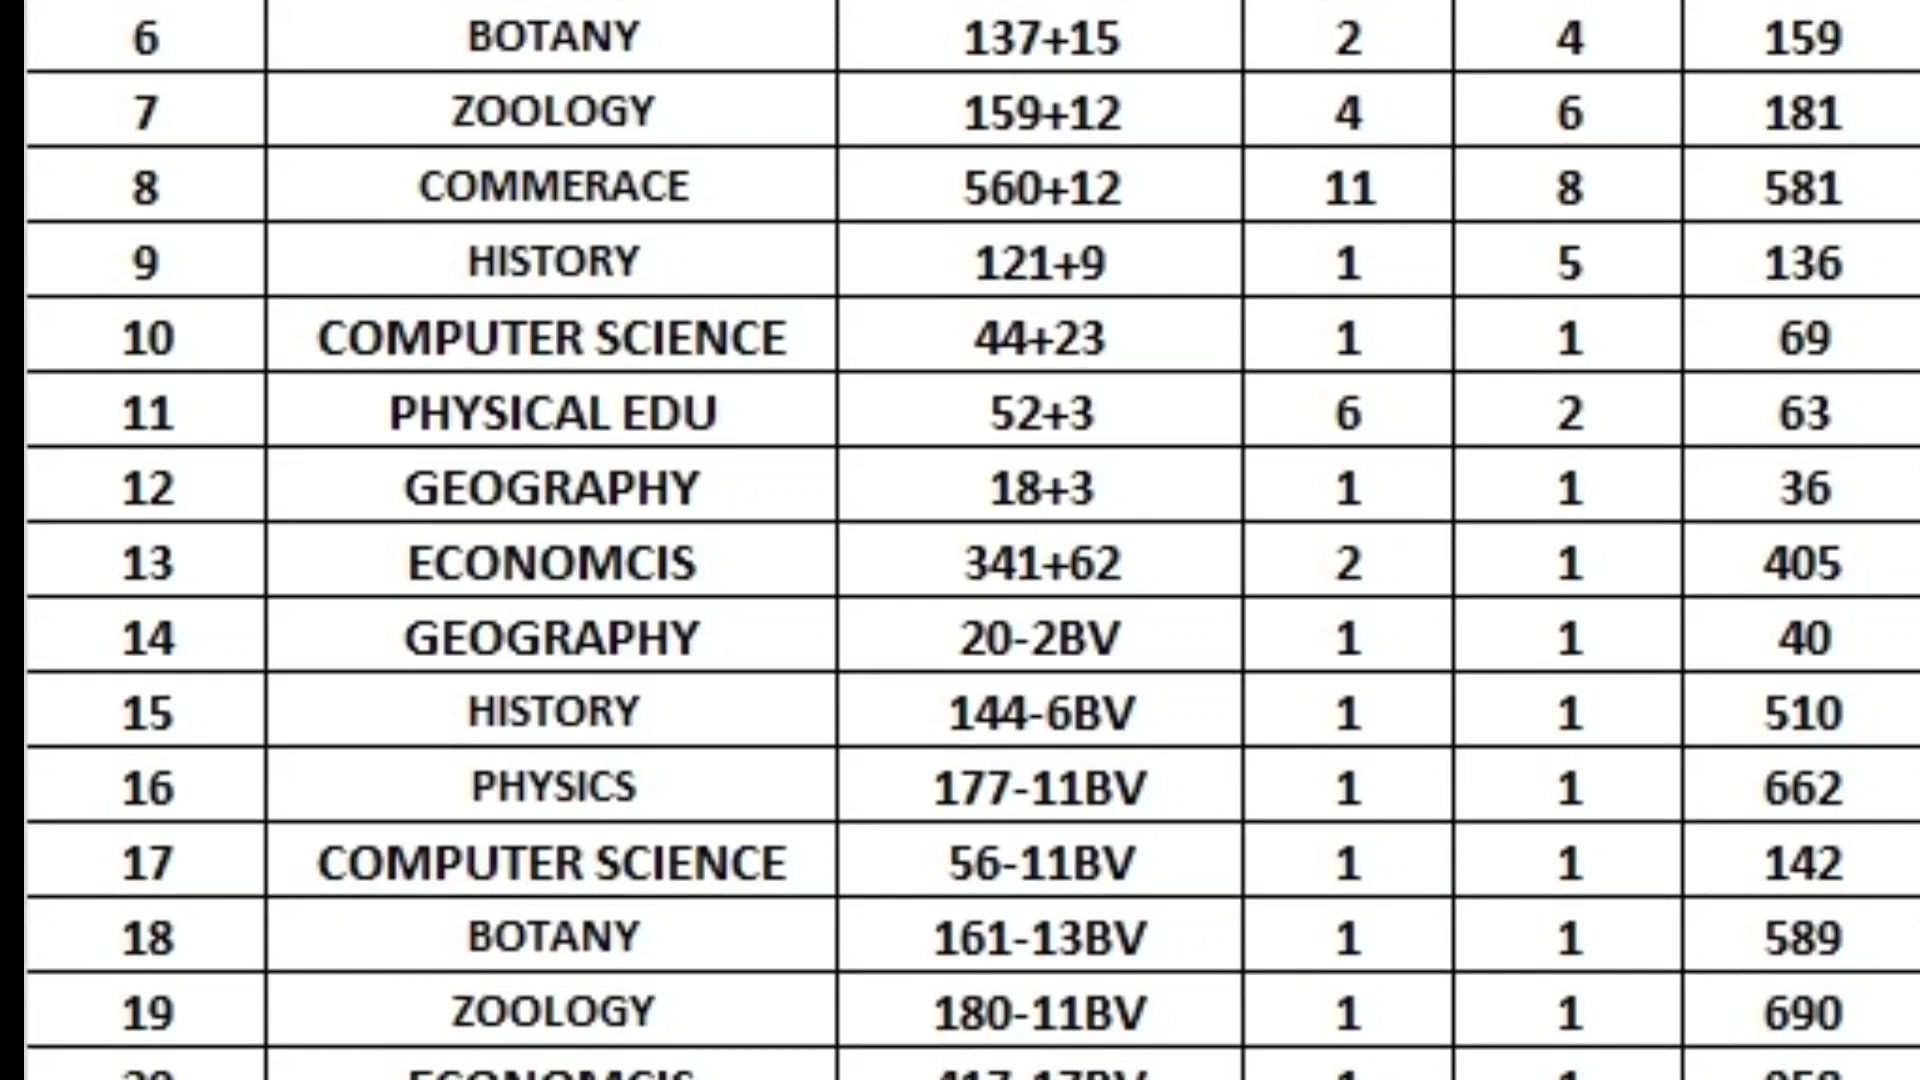 6 BOTANY 137+15 2 4 159
7 ZOOLOGY 159+12 4 6 181
8 COMMERACE 560+12 11 8 581
9 HISTORY 121+9 1 5 136
10 COMPUTER SCIENCE 44+23 1 1 69
11 PHYSICAL EDU 52+3 6 2 63
12 GEOGRAPHY 18+3 1 1 36
13 ECONOMCIS 341+62 2 1 405
14 GEOGRAPHY 20-2BV 1 1 40
15 HISTORY 144-6BV 1 1 510
16 PHYSICS 177-11BV 1 1 662
17 COMPUTER SCIENCE 56-11BV 1 1 142
18 BOTANY 161-13BV 1 1 589
19 ZOOLOGY 180-11BV 1 1 690